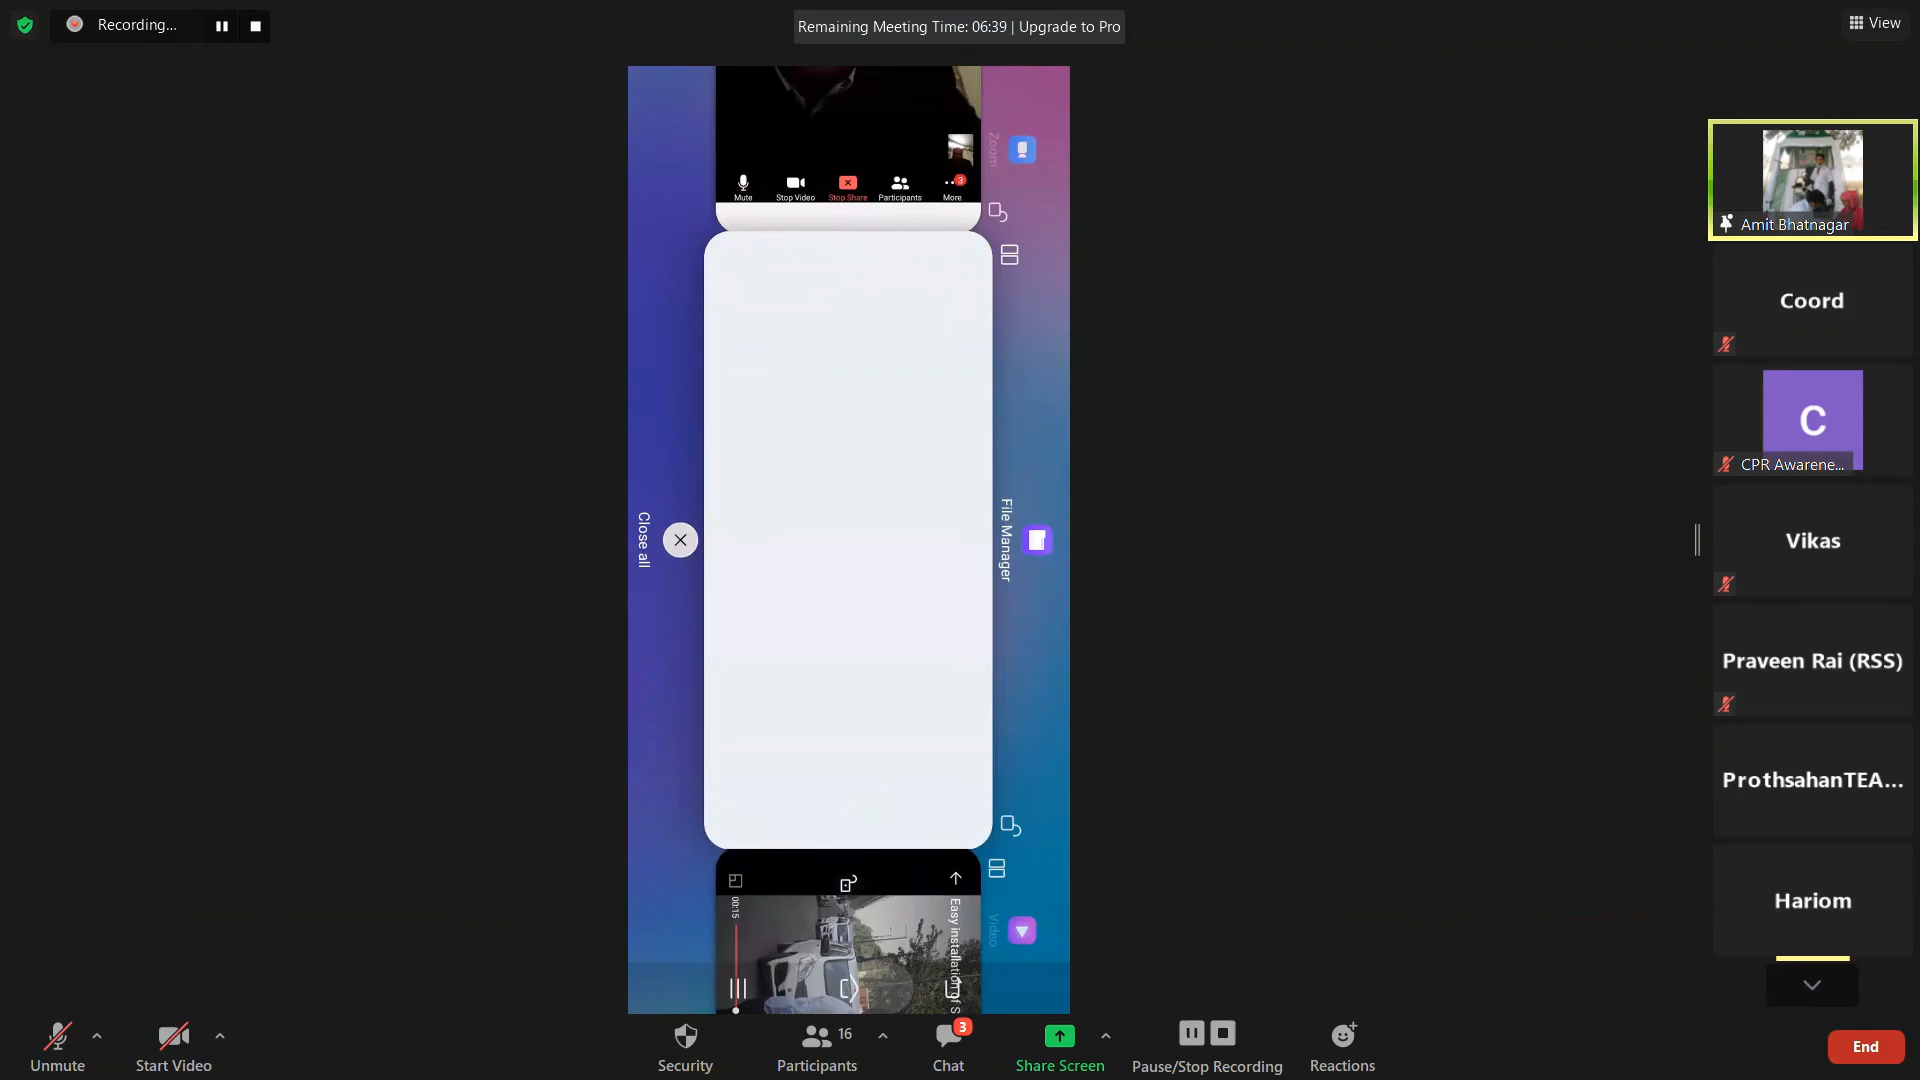 Recording...
Remaining Meeting Time: 06:39 | Upgrade to Pro
View
Zoom
Mute
Stop Video
Stop Share
Participants
3
More
File Manager
Close all
Video
00:15
Easy installation of S
Amit Bhatnagar
Coord
C
CPR Awarene...
Vikas
Praveen Rai (RSS)
ProthsahanTEA...
Hariom
Unmute
Start Video
Security
16
Participants
3
Chat
Share Screen
Pause/Stop Recording
Reactions
End